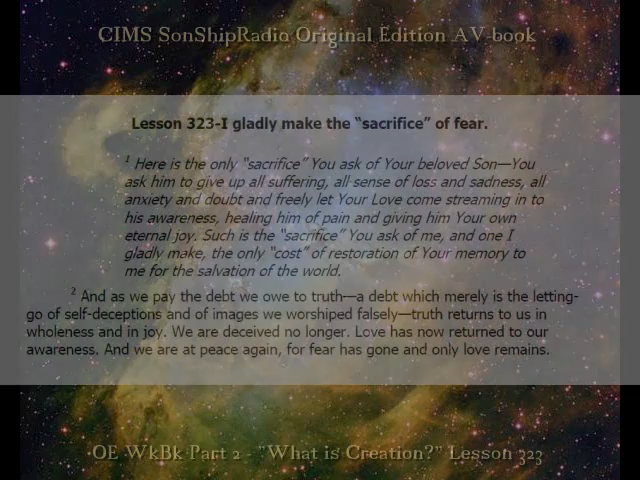 CIMS SonShipRadio Original Edition AV-book
Lesson 323-I gladly make the “sacrifice” of fear.
1 Here is the only “sacrifice” You ask of Your beloved Son—You
ask him to give up all suffering, all sense of loss and sadness, all
anxiety and doubt and freely let Your Love come streaming in to
his awareness, healing him of pain and giving him Your own
eternal joy. Such is the “sacrifice” You ask of me, and one I
gladly make, the only “cost” of restoration of Your memory to
me for the salvation of the world.
2 And as we pay the debt we owe to truth—a debt which merely is the letting-
go of self-deceptions and of images we worshiped falsely—truth returns to us in
wholeness and in joy. We are deceived no longer. Love has now returned to our
awareness. And we are at peace again, for fear has gone and only love remains.
OE WkBk Part 2 - "What is Creation?" Lesson 323